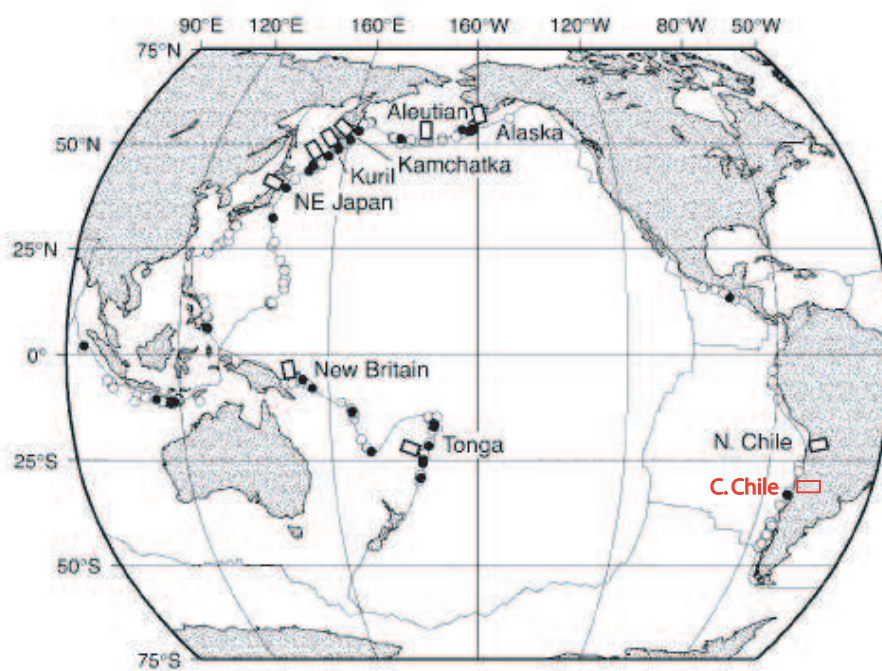 90°E 120°E 160°E 160°W 120°W 80°W 50°W
75°N
Aleutian
Alaska
50°N
Kamchatka
Kuril
NE Japan
25°N
0°
New Britain
Tonga
N. Chile
25°S
C. Chile
50°S
75°S